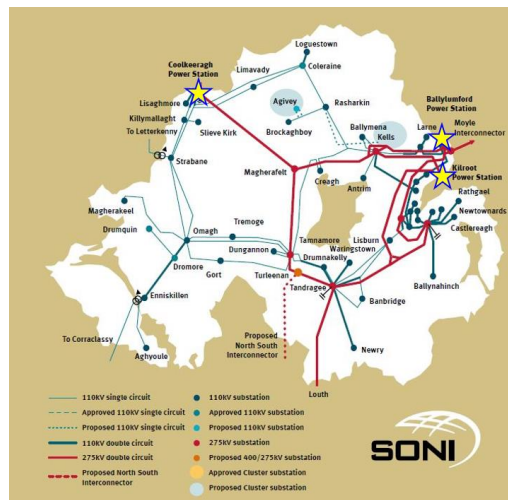 Loguestown
Coolkeeragh
Power Station
Limavady
Coleraine
Lisaghmore
Agivey
Rasharkin
Ballylumford
Power Station
Killymallaght
Slieve Kirk
Brockaghboy
Ballymena
Kells
Larne
Moyle
Interconnector
To Letterkenny
Strabane
Magherafelt
Creagh
Antrim
Kilroot
Power Station
Rathgael
Magherakeel
Newtownards
Castlereagh
Drumquin
Omagh
Tremoge
Tamnamore
Lisburn
Dungannon
Waringstown
Drumnakelly
Dromore
Gort
Turleenan
Ballynahinch
Enniskillen
Tandragee
Banbridge
To Corraclassy
Aghyoule
Proposed
North South
Interconnector
Newry
Louth
110kV single circuit
Approved 110kV single circuit
Proposed 110kV single circuit
110kV double circuit
275kV double circuit
Proposed North South
Interconnector
110kV substation
Approved 110kV substation
Proposed 110kV substation
275kV substation
Proposed 400/275kV substation
Approved Cluster substation
Proposed Cluster substation
SONI